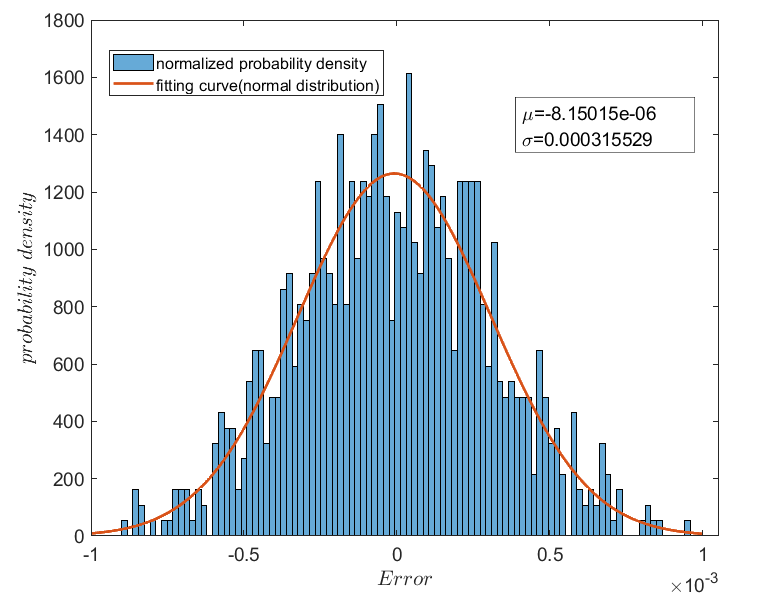 1800
1600
1400
1200
1000
800
600
400
200
0
probability density
normalized probability density
fitting curve(normal distribution)
μ=-8.15015e-06
σ=0.000315529
-1
-0.5
0
0.5
1
Error
×10⁻³